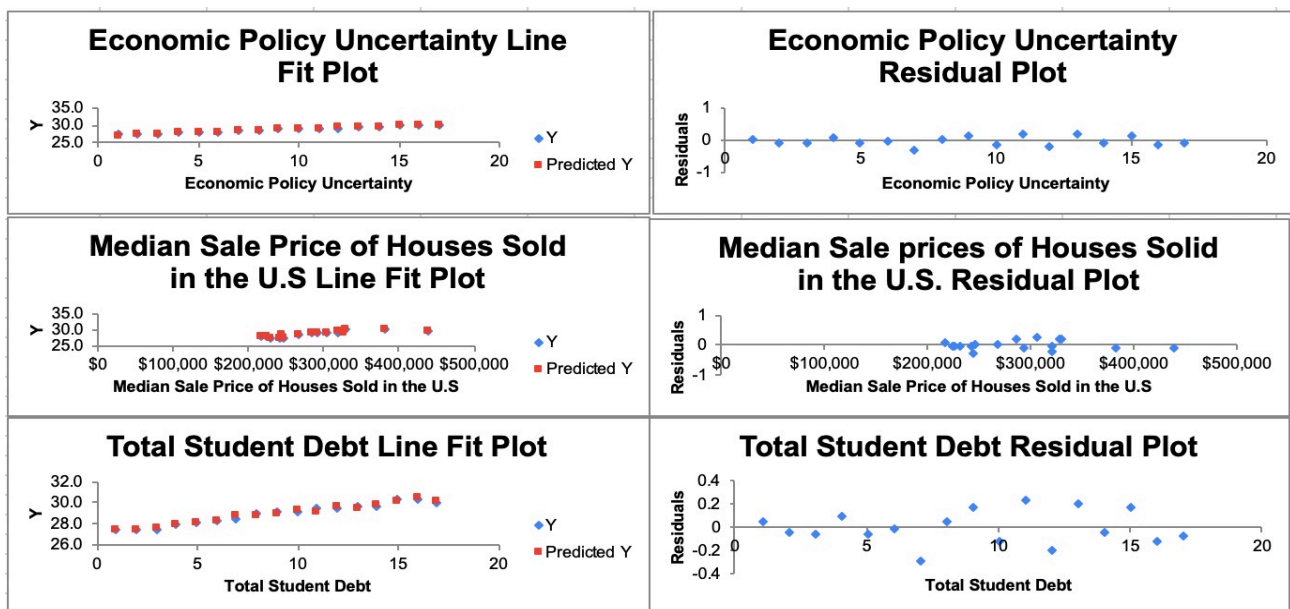 Economic Policy Uncertainty Line
Fit Plot
35.0
30.0
25.0
Y
0
5
10
15
20
Economic Policy Uncertainty
Y
Predicted Y
Economic Policy Uncertainty
Residual Plot
1
0
-1
Residuals
0
5
10
15
20
Economic Policy Uncertainty
Median Sale Price of Houses Sold
in the U.S Line Fit Plot
35.0
30.0
25.0
Y
$0
$100,000
$200,000
$300,000
$400,000
$500,000
Median Sale Price of Houses Sold in the U.S
Y
Predicted Y
Median Sale prices of Houses Solid
in the U.S. Residual Plot
1
0
-1
Residuals
$0
$100,000
$200,000
$300,000
$400,000
$500,000
Median Sale Price of Houses Sold in the U.S
Total Student Debt Line Fit Plot
32.0
30.0
28.0
26.0
Y
0
5
10
15
20
Total Student Debt
Y
Predicted Y
Total Student Debt Residual Plot
0.4
0.2
0
-0.2
-0.4
Residuals
0
5
10
15
20
Total Student Debt